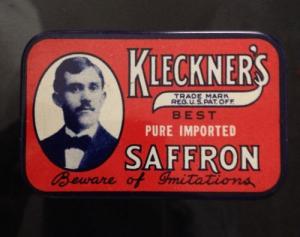 KLECKNER'S
TRADE MARK
REG. U.S. PAT. OFF.
BEST
PURE IMPORTED
SAFFRON
Beware of Imitations